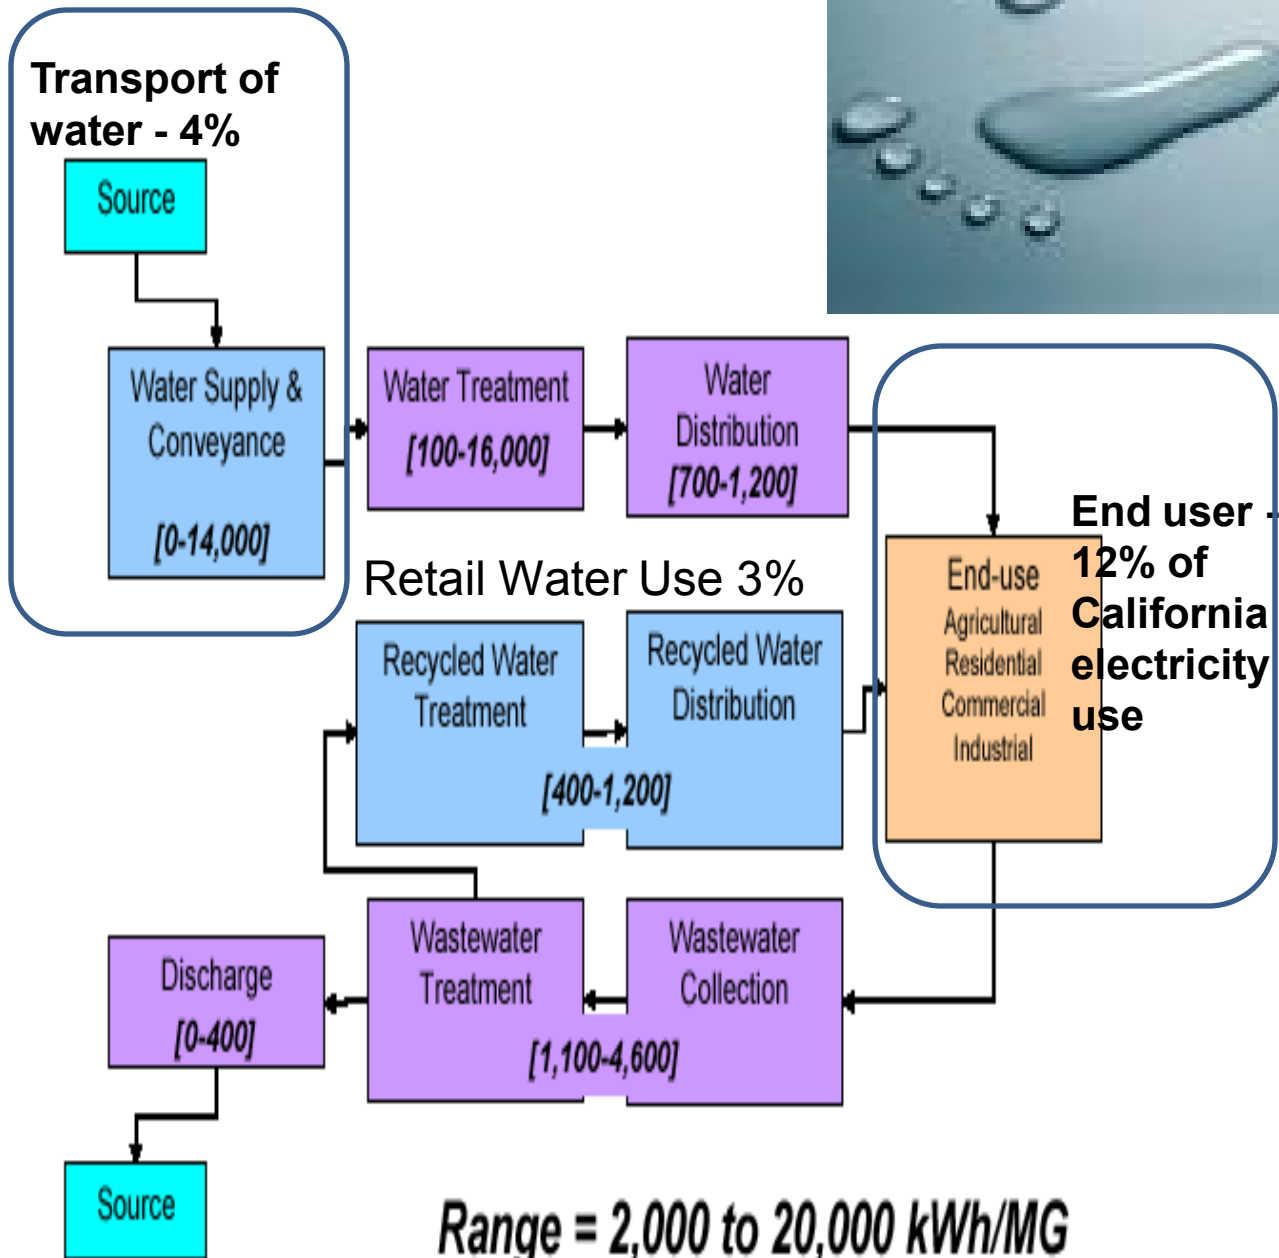 Transport of
water - 4%
Source
Water Supply &
Conveyance
[0-14,000]
Water Treatment
[100-16,000]
Water
Distribution
[700-1,200]
Retail Water Use 3%
End-use
Agricultural
Residential
Commercial
Industrial
End user -
12% of
California
electricity
use
Recycled Water
Treatment
Recycled Water
Distribution
[400-1,200]
Wastewater
Treatment
Wastewater
Collection
[1,100-4,600]
Discharge
[0-400]
Source
Range = 2,000 to 20,000 kWh/MG